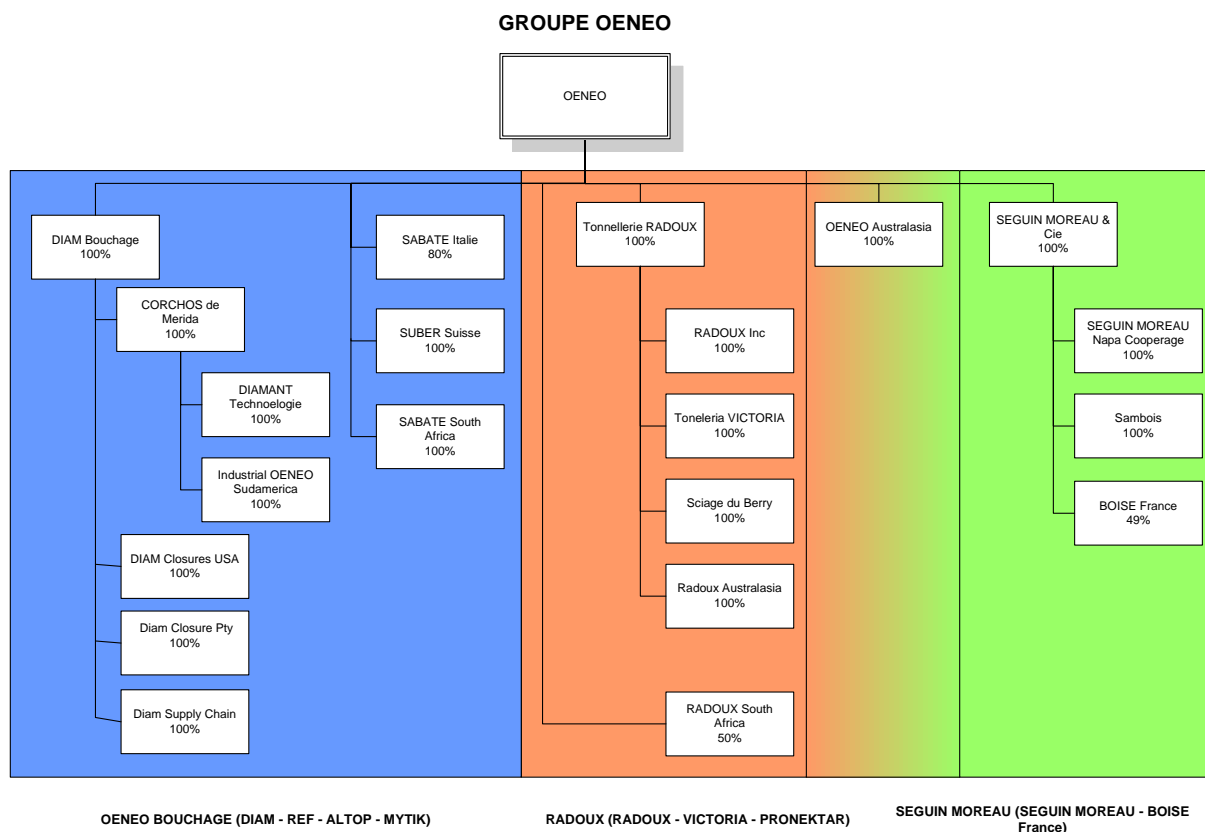 GROUPE OENEO
OENEO
DIAM Bouchage
100%
CORCHOS de
Merida
100%
DIAMANT
Technoelogie
100%
Industrial OENEO
Sudamerica
100%
DIAM Closures USA
100%
Diam Closure Pty
100%
Diam Supply Chain
100%
SABATE Italie
80%
SUBER Suisse
100%
SABATE South
Africa
100%
Tonnellerie RADOUX
100%
RADOUX Inc
100%
Toneleria VICTORIA
100%
Sciage du Berry
100%
Radoux Australasia
100%
RADOUX South
Africa
50%
OENEO Australasia
100%
SEGUIN MOREAU &
Cie
100%
SEGUIN MOREAU
Napa Cooperage
100%
Sambois
100%
BOISE France
49%
OENEO BOUCHAGE (DIAM - REF - ALTOP - MYTIK)
RADOUX (RADOUX - VICTORIA - PRONEKTAR)
SEGUIN MOREAU (SEGUIN MOREAU - BOISE
France)